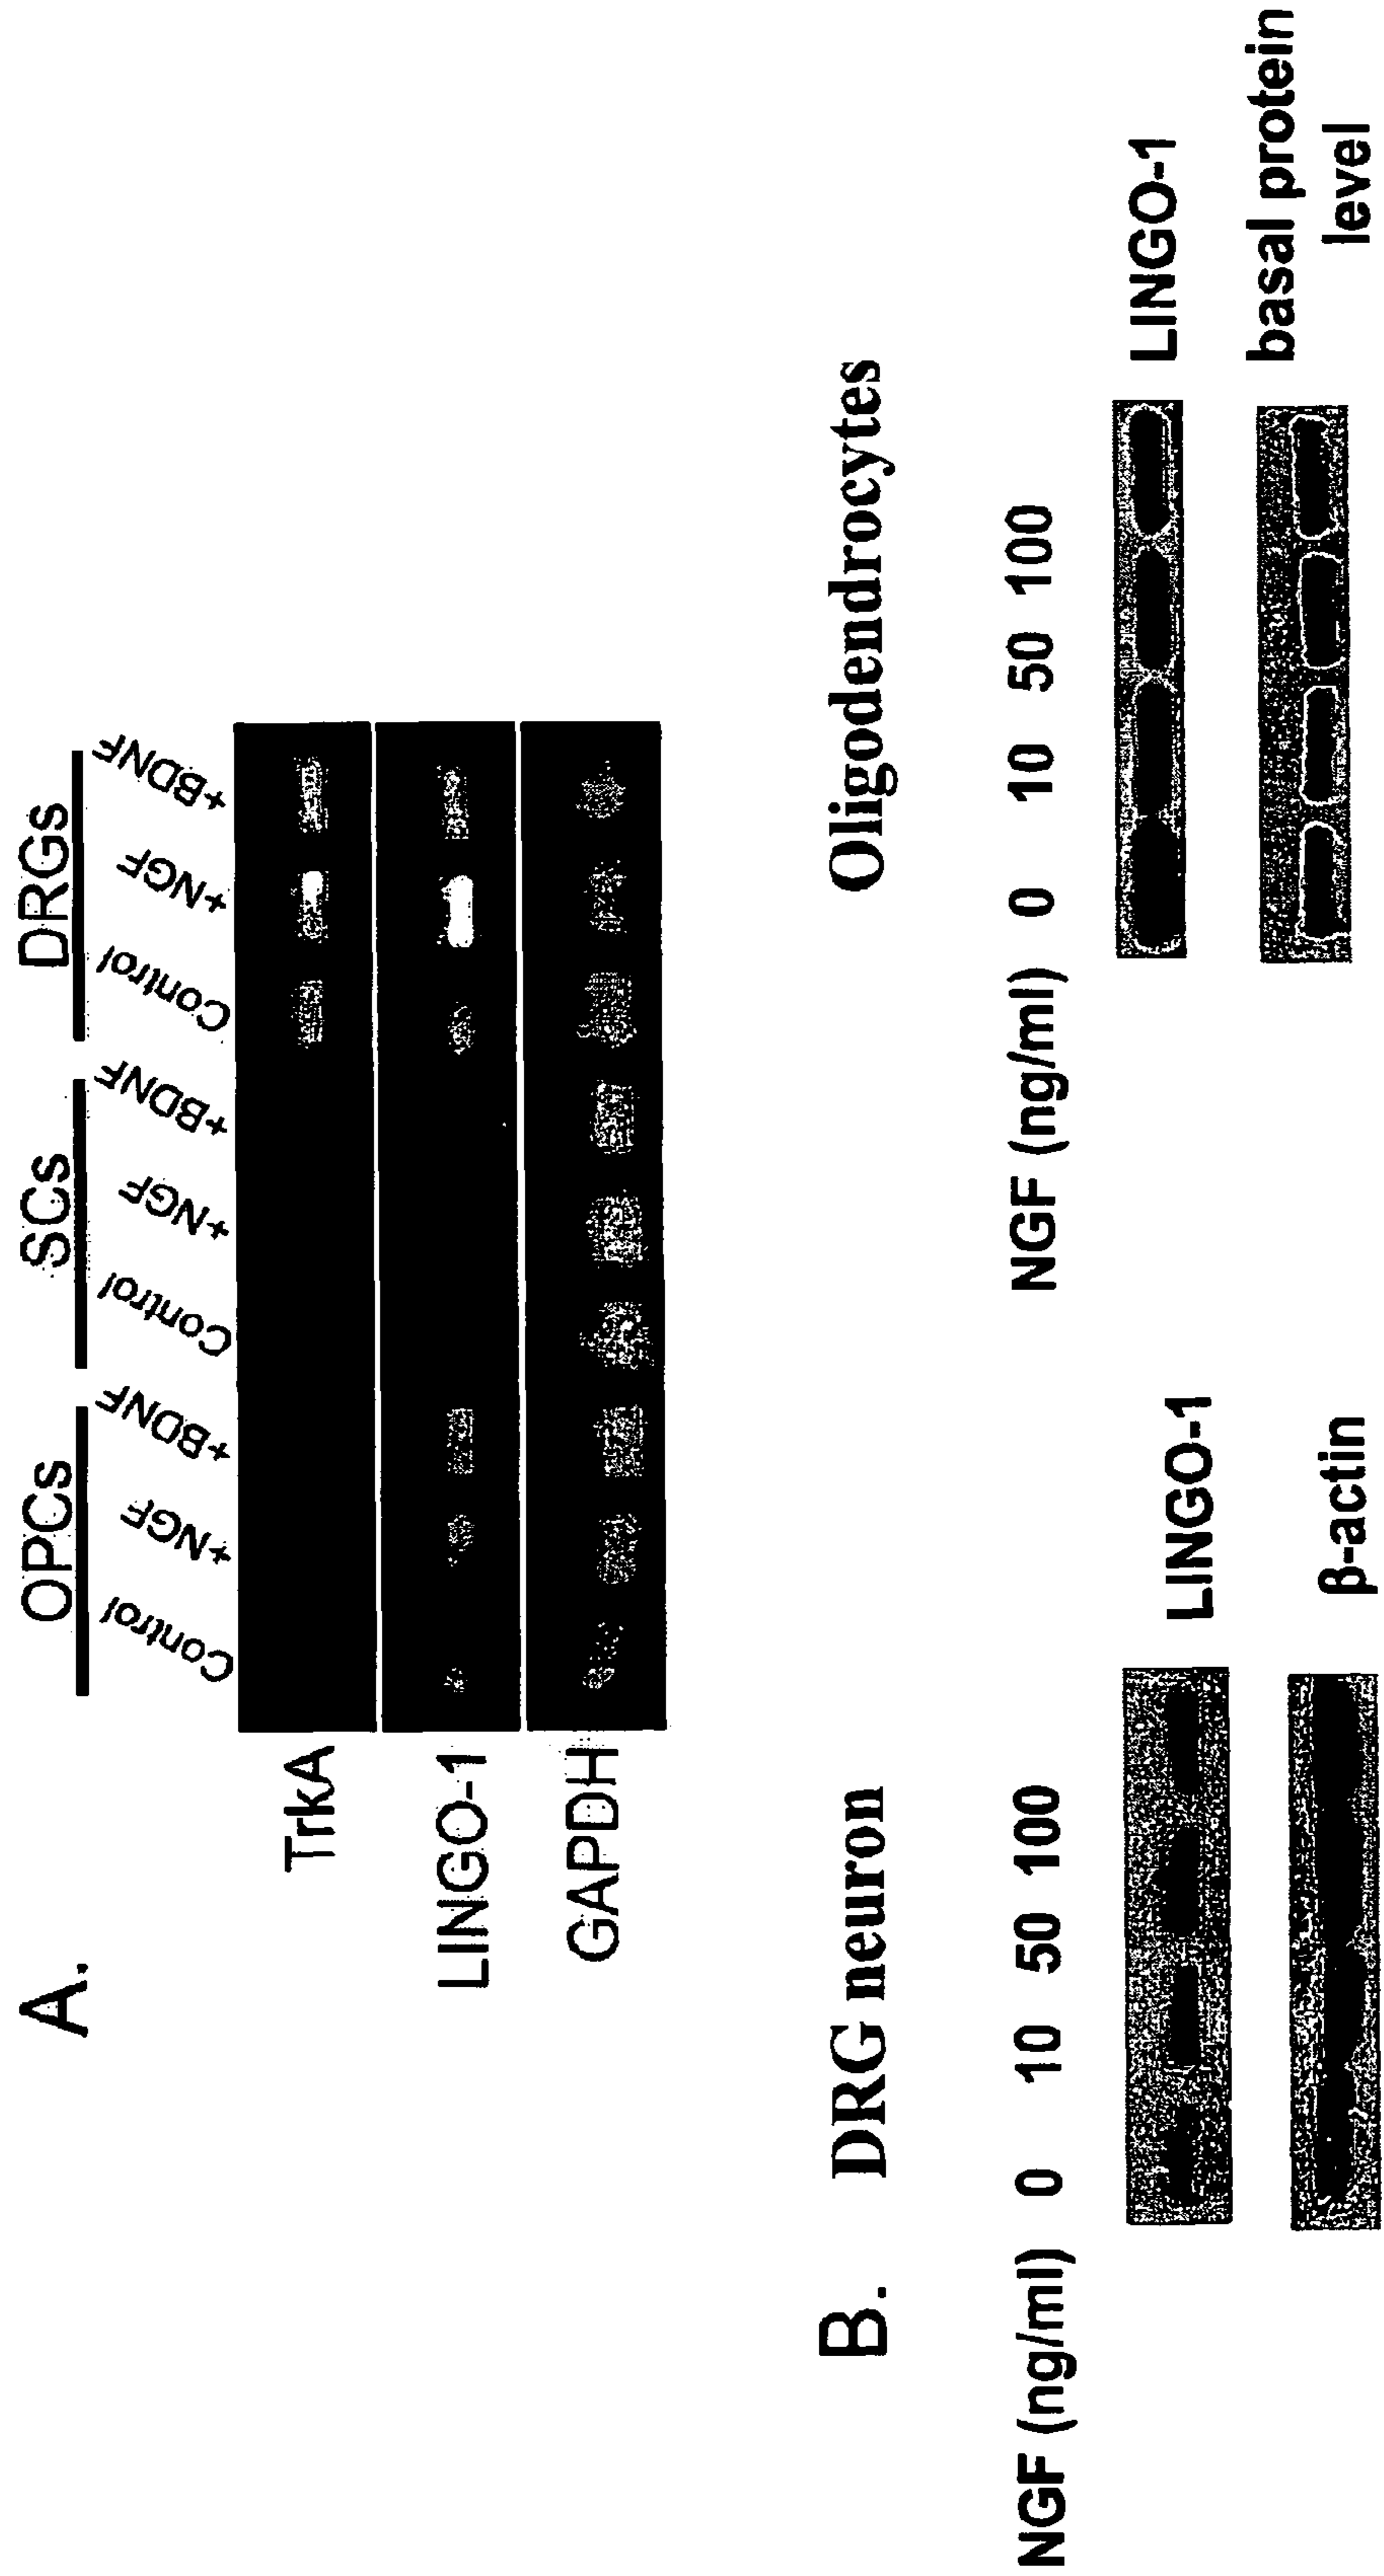 A.
OPCs SCs DRGs
Control +NGF +BDNF Control +NGF +BDNF Control +NGF +BDNF
TrkA
LINGO-1
GAPDH
B. DRG neuron Oligodendrocytes
NGF (ng/ml) 0 10 50 100 NGF (ng/ml) 0 10 50 100
LINGO-1 LINGO-1
β-actin basal protein
level